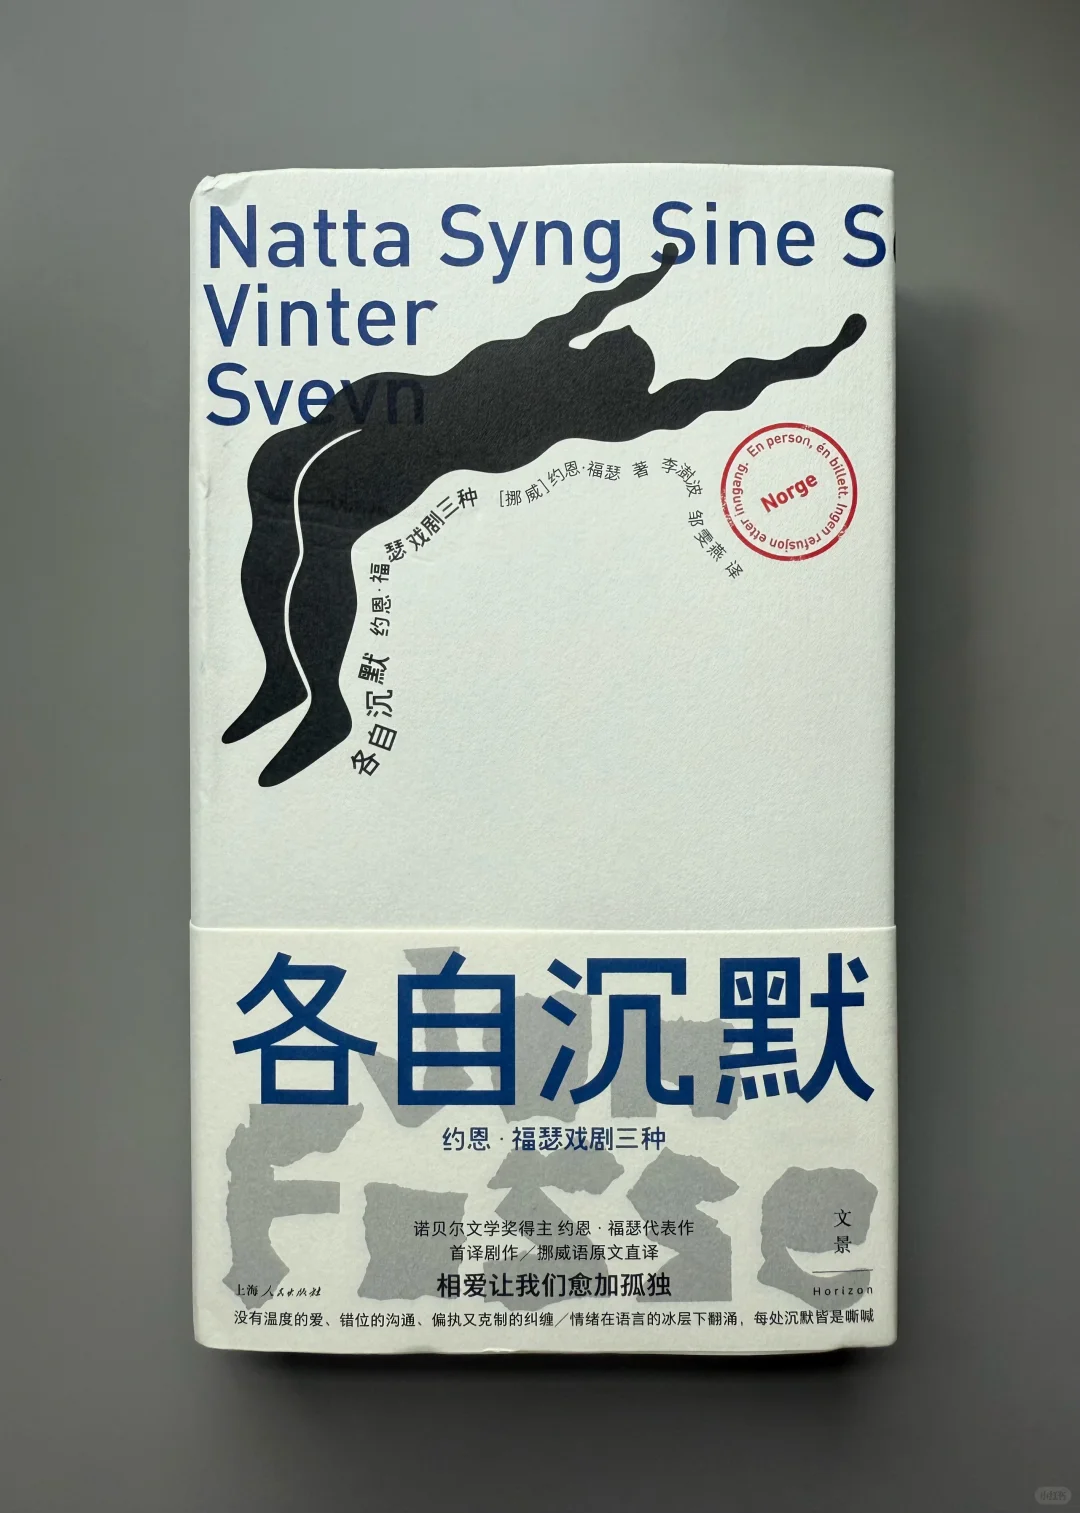 Natta Syng Sine S
Vinter
Svevn
各自沉默 约恩·福瑟戏剧三种
[挪威]约恩·福瑟 著 李澍波 邹雯燕 译
En person, én billett. Ingen refusjon etter inngang.
Norge
Jon
Fosse
各自沉默
约恩·福瑟戏剧三种
诺贝尔文学奖得主 约恩·福瑟代表作
首译剧作／挪威语原文直译
相爱让我们愈加孤独
文景
Horizon
上海人民出版社
没有温度的爱、错位的沟通、偏执又克制的纠缠／情绪在语言的冰层下翻涌，每处沉默皆是嘶喊
小红书